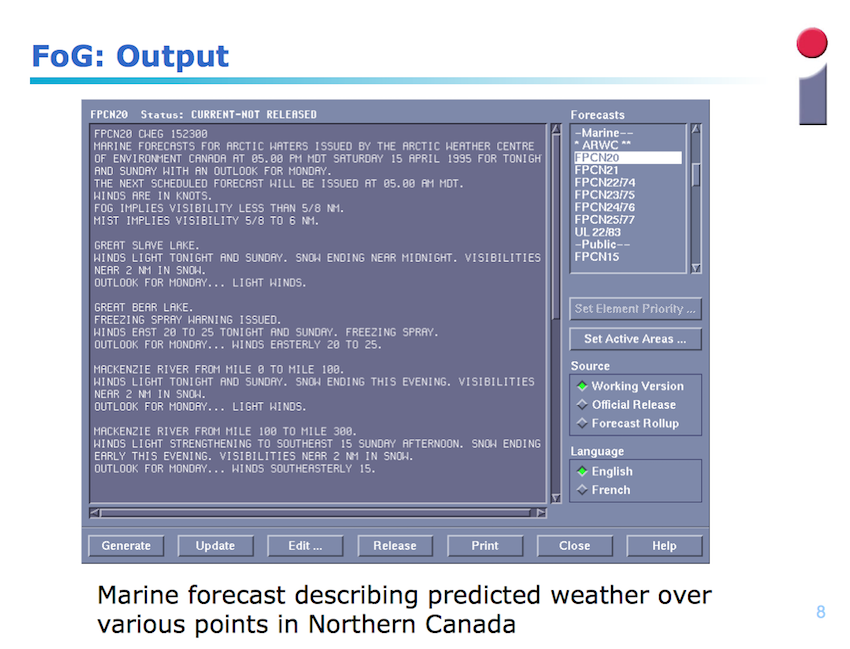 FoG: Output
FPCN20 Status: CURRENT-NOT RELEASED
FPCN20 CWEG 152300
MARINE FORECASTS FOR ARCTIC WATERS ISSUED BY THE ARCTIC WEATHER CENTRE
OF ENVIRONMENT CANADA AT 05.00 PM MDT SATURDAY 15 APRIL 1995 FOR TONIGH
AND SUNDAY WITH AN OUTLOOK FOR MONDAY.
THE NEXT SCHEDULED FORECAST WILL BE ISSUED AT 05.00 AM MDT.
WINDS ARE IN KNOTS.
FOG IMPLIES VISIBILITY LESS THAN 5/8 NM.
MIST IMPLIES VISIBILITY 5/8 TO 6 NM.
GREAT SLAVE LAKE.
WINDS LIGHT TONIGHT AND SUNDAY. SNOW ENDING NEAR MIDNIGHT. VISIBILITIES
NEAR 2 NM IN SNOW.
OUTLOOK FOR MONDAY... LIGHT WINDS.
GREAT BEAR LAKE.
FREEZING SPRAY WARNING ISSUED.
WINDS EAST 20 TO 25 TONIGHT AND SUNDAY. FREEZING SPRAY.
OUTLOOK FOR MONDAY... WINDS EASTERLY 20 TO 25.
MACKENZIE RIVER FROM MILE 0 TO MILE 100.
WINDS LIGHT TONIGHT AND SUNDAY. SNOW ENDING THIS EVENING. VISIBILITIES
NEAR 2 NM IN SNOW.
OUTLOOK FOR MONDAY... LIGHT WINDS.
MACKENZIE RIVER FROM MILE 100 TO MILE 300.
WINDS LIGHT STRENGTHENING TO SOUTHEAST 15 SUNDAY AFTERNOON. SNOW ENDING
EARLY THIS EVENING. VISIBILITIES NEAR 2 NM IN SNOW.
OUTLOOK FOR MONDAY... WINDS SOUTHEASTERLY 15.
Forecasts
-Marine--
* ARWC **
FPCN20
FPCN21
FPCN22/74
FPCN23/75
FPCN24/76
FPCN25/77
UL 22/83
-Public--
FPCN15
Set Element Priority ...
Set Active Areas ...
Source
Working Version
Official Release
Forecast Rollup
Language
English
French
Generate
Update
Edit ...
Release
Print
Close
Help
Marine forecast describing predicted weather over
various points in Northern Canada
8